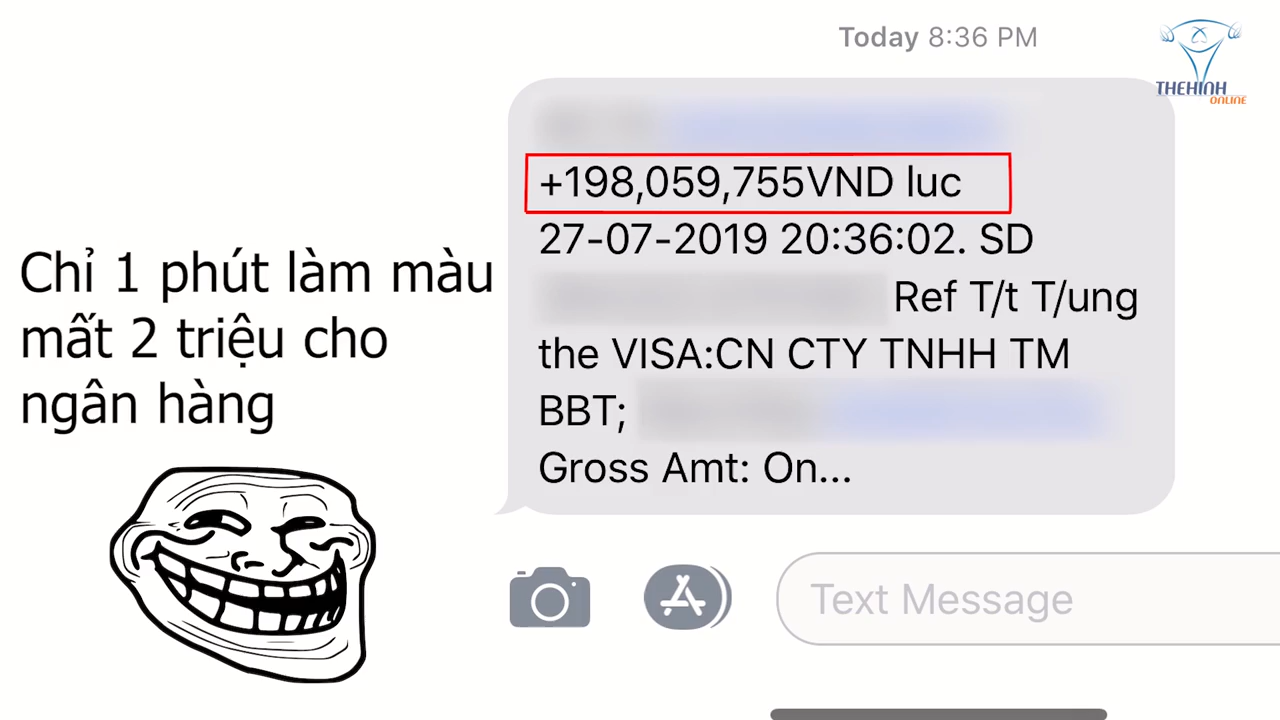 Today 8:36 PM
THEHINH
ONLINE
+198,059,755VND luc
27-07-2019 20:36:02. SD
Ref T/t T/ung
the VISA:CN CTY TNHH TM
BBT;
Gross Amt: On...
Chỉ 1 phút làm màu
mất 2 triệu cho
ngân hàng
Text Message